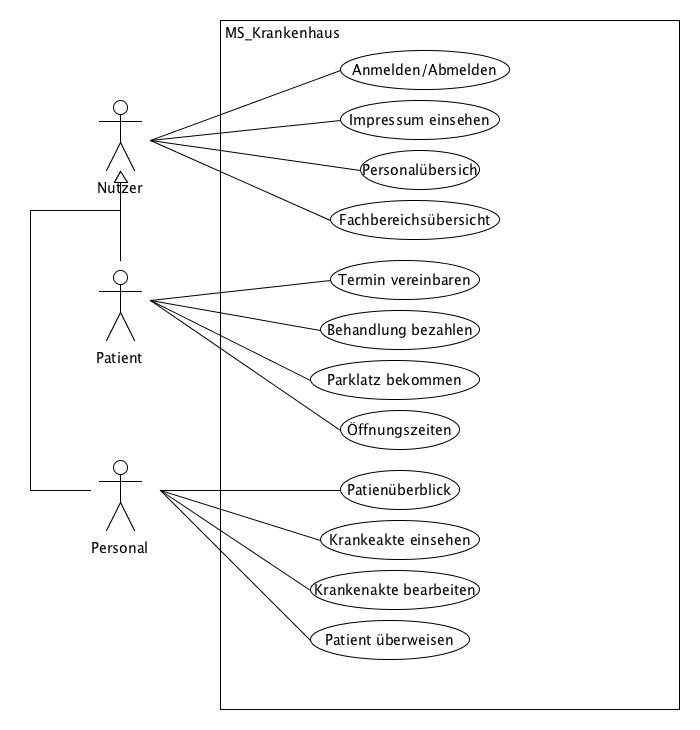 MS_Krankenhaus
Anmelden/Abmelden
Impressum einsehen
Personalübersich
Nutzer
Fachbereichsübersicht
Termin vereinbaren
Behandlung bezahlen
Patient
Parklatz bekommen
Öffnungszeiten
Patienüberblick
Krankeakte einsehen
Personal
Krankenakte bearbeiten
Patient überweisen